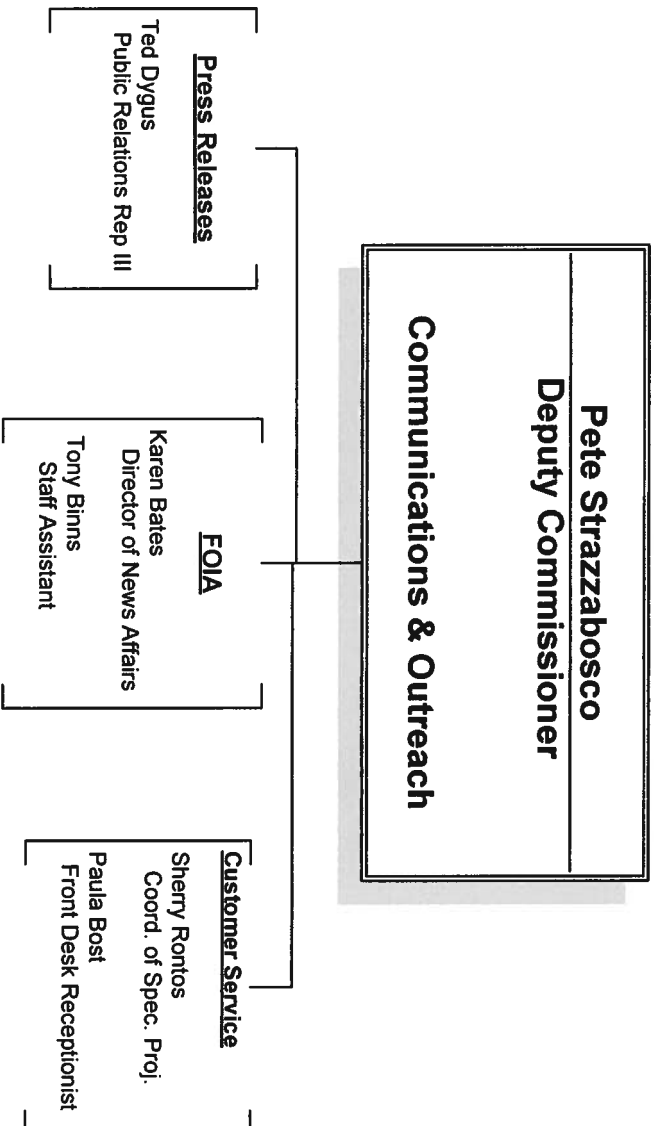 Pete Strazzabosco
Deputy Commissioner
Communications & Outreach
Press Releases
Ted Dygus
Public Relations Rep III
FOIA
Karen Bates
Director of News Affairs
Tony Binns
Staff Assistant
Customer Service
Sherry Rontos
Coord. of Spec. Proj.
Paula Bost
Front Desk Receptionist